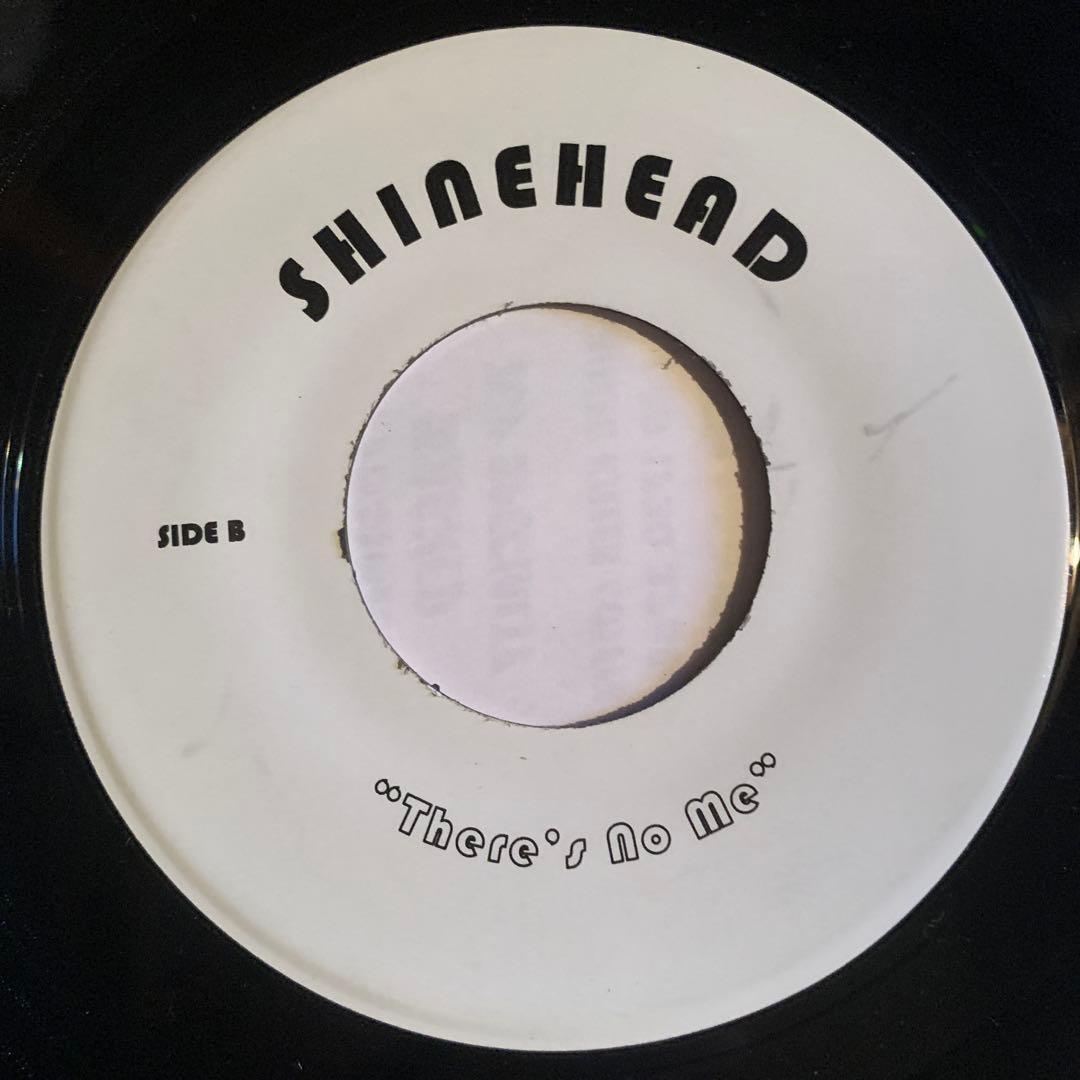 SHINEHEAD
SIDE B
“There's No Me”